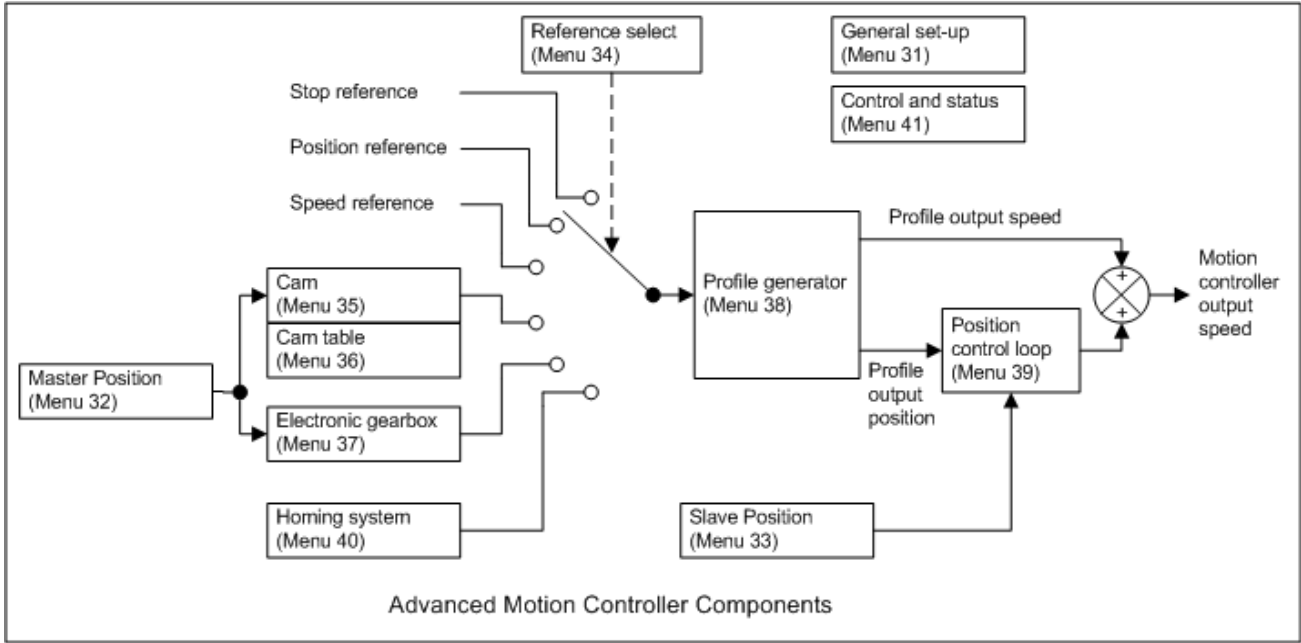 Reference select
(Menu 34)
General set-up
(Menu 31)
Stop reference
Control and status
(Menu 41)
Position reference
Speed reference
Profile output speed
Cam
(Menu 35)
Cam table
(Menu 36)
Profile generator
(Menu 38)
Motion
controller
output
speed
+
+
Position
control loop
(Menu 39)
Master Position
(Menu 32)
Profile
output
position
Electronic gearbox
(Menu 37)
Homing system
(Menu 40)
Slave Position
(Menu 33)
Advanced Motion Controller Components